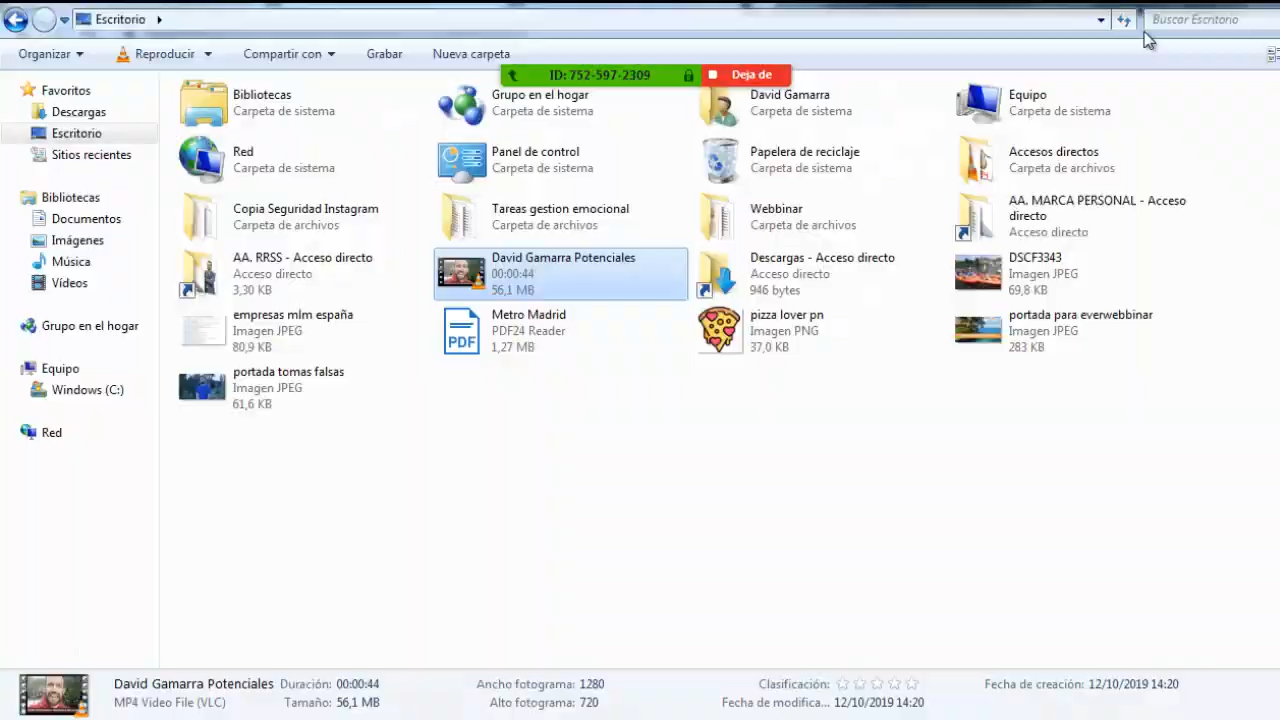 Escritorio
Buscar Escritorio
Organizar
Reproducir
Compartir con
Grabar
Nueva carpeta
ID: 752-597-2309
Deja de
Favoritos
Descargas
Escritorio
Sitios recientes
Bibliotecas
Documentos
Imágenes
Música
Vídeos
Grupo en el hogar
Equipo
Windows (C:)
Red
Bibliotecas
Carpeta de sistema
Grupo en el hogar
Carpeta de sistema
David Gamarra
Carpeta de sistema
Equipo
Carpeta de sistema
Red
Carpeta de sistema
Panel de control
Carpeta de sistema
Papelera de reciclaje
Carpeta de sistema
Accesos directos
Carpeta de archivos
Copia Seguridad Instagram
Carpeta de archivos
Tareas gestion emocional
Carpeta de archivos
Webbinar
Carpeta de archivos
AA. MARCA PERSONAL - Acceso
directo
Acceso directo
AA. RRSS - Acceso directo
Acceso directo
3,30 KB
David Gamarra Potenciales
00:00:44
56,1 MB
Descargas - Acceso directo
Acceso directo
946 bytes
DSCF3343
Imagen JPEG
69,8 KB
empresas mlm españa
Imagen JPEG
80,9 KB
Metro Madrid
PDF24 Reader
1,27 MB
PDF
pizza lover pn
Imagen PNG
37,0 KB
portada para everwebbinar
Imagen JPEG
283 KB
portada tomas falsas
Imagen JPEG
61,6 KB
David Gamarra Potenciales
MP4 Video File (VLC)
Duración: 00:00:44
Tamaño: 56,1 MB
Ancho fotograma: 1280
Alto fotograma: 720
Clasificación:
Fecha de modifica... 12/10/2019 14:20
Fecha de creación: 12/10/2019 14:20